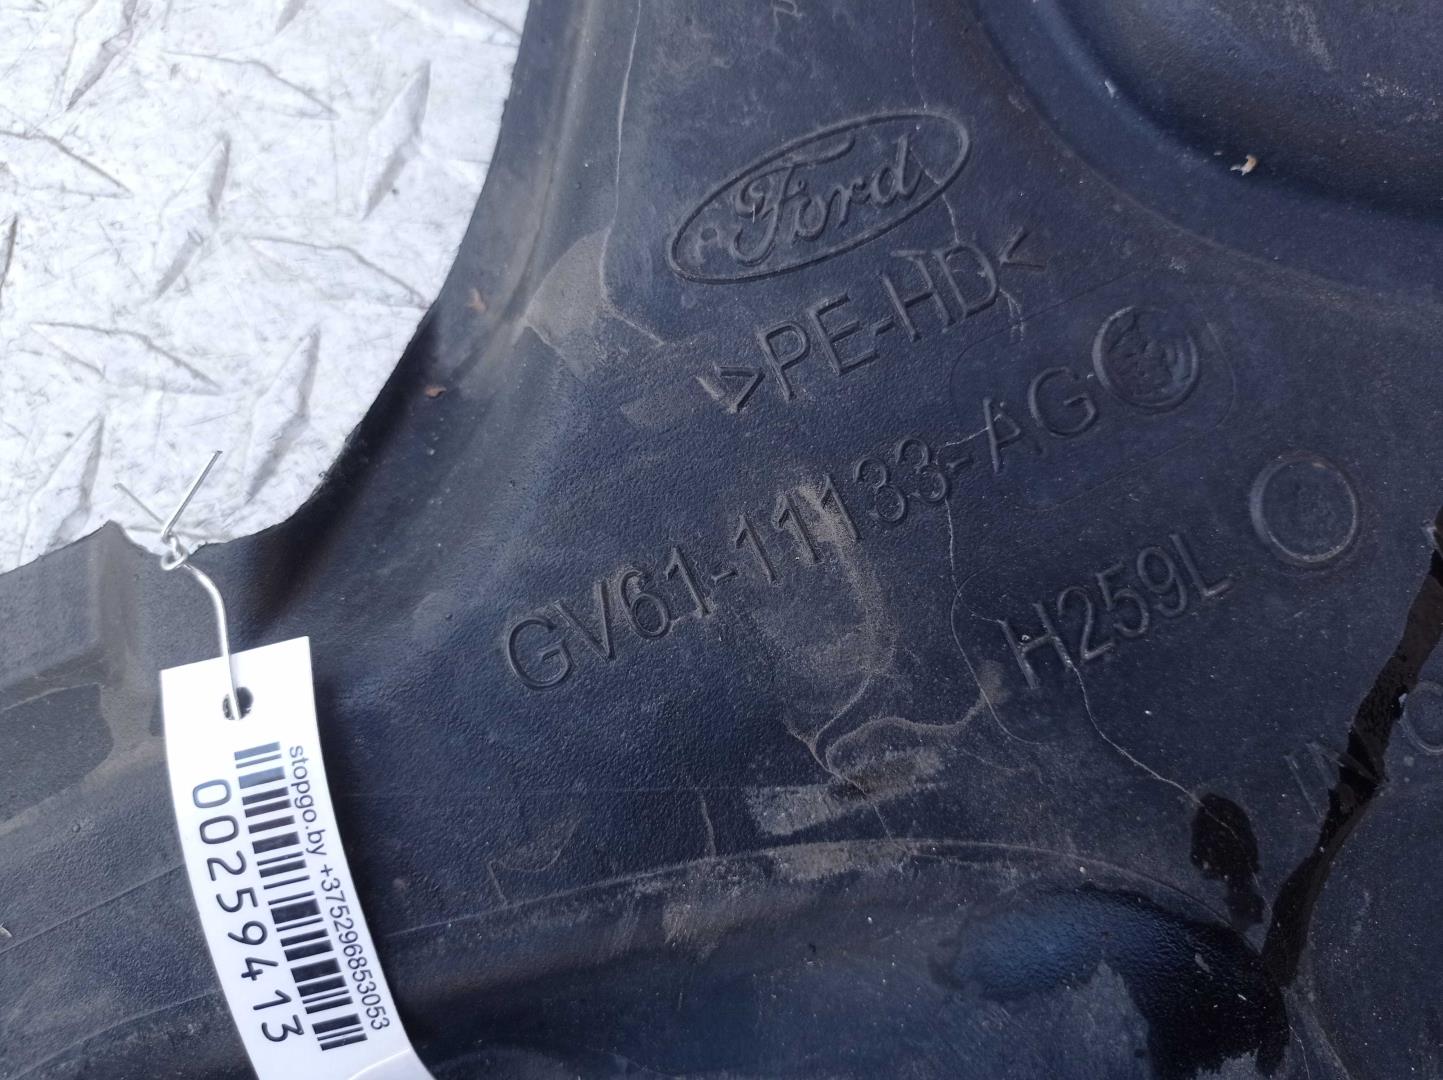 Ford
>PE-HD<
GV61-11133-AG
H259L
stopgo.by +375296853053
00259413